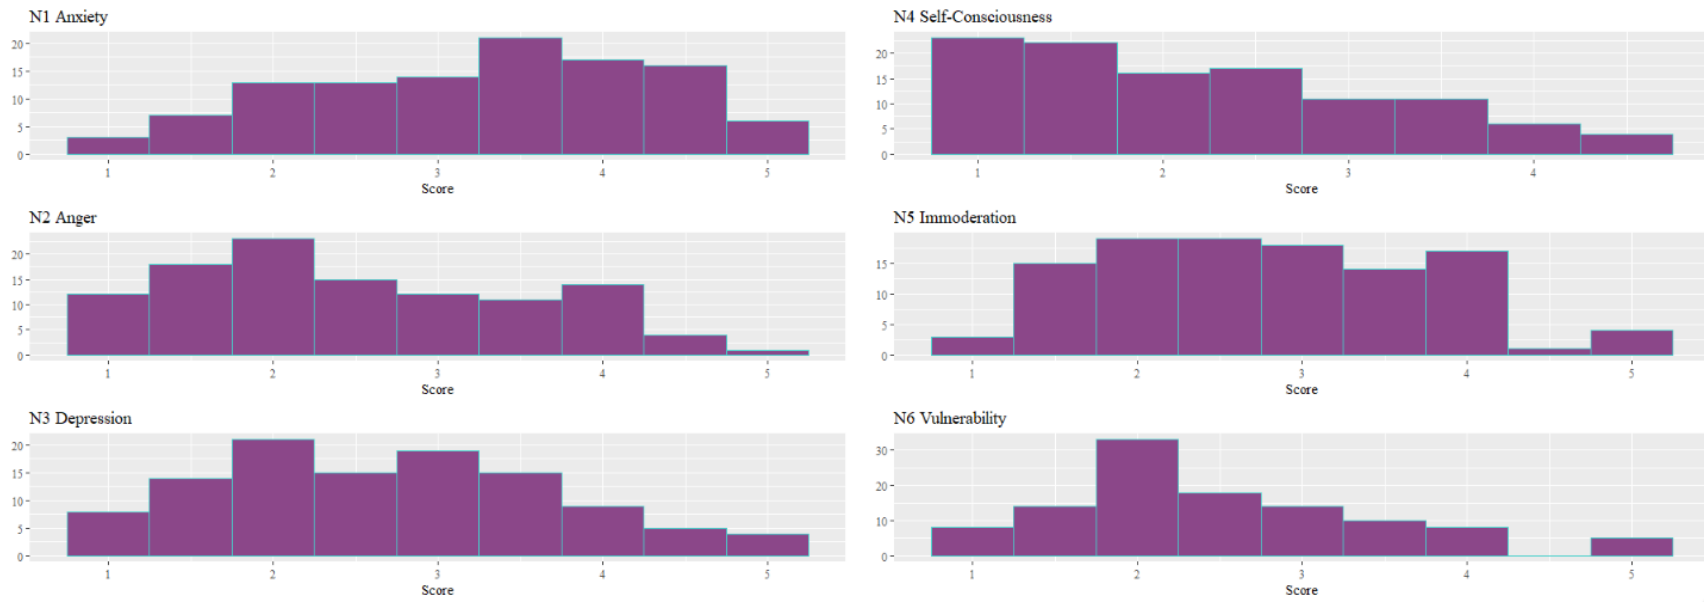 N1 Anxiety
20
15
10
5
0
1 2 3 4 5
Score
N4 Self-Consciousness
20
15
10
5
0
1 2 3 4
Score
N2 Anger
20
15
10
5
0
1 2 3 4 5
Score
N5 Immoderation
15
10
5
0
1 2 3 4 5
Score
N3 Depression
20
15
10
5
0
1 2 3 4 5
Score
N6 Vulnerability
30
20
10
0
1 2 3 4 5
Score